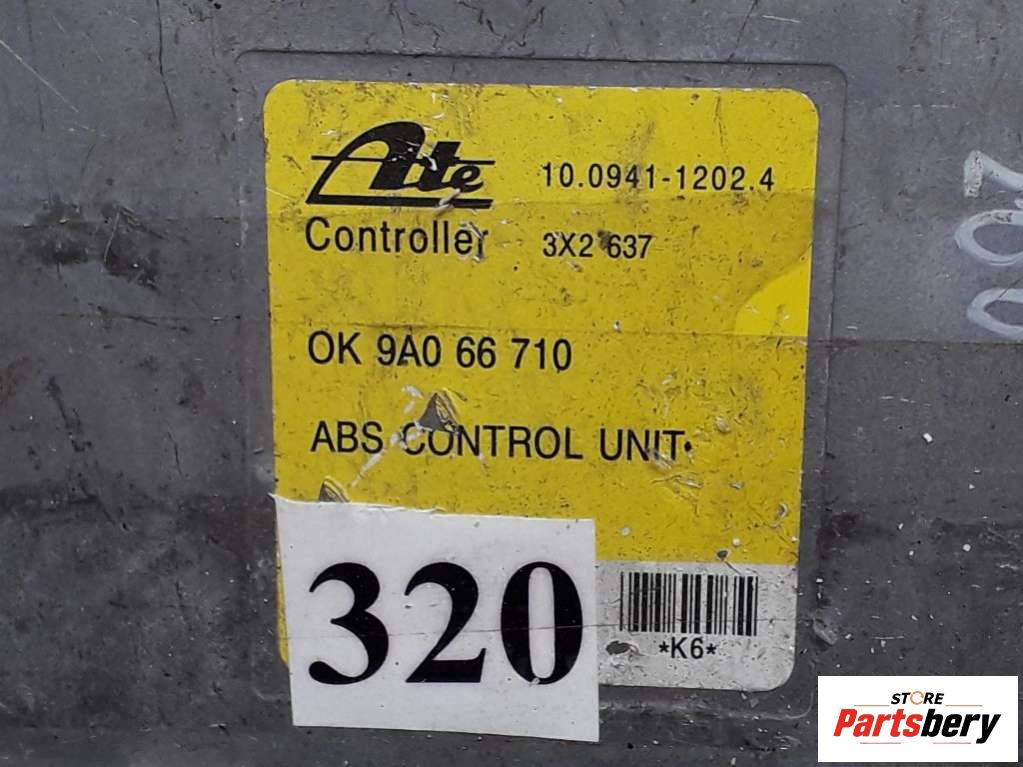 Ate 10.0941-1202.4
Controller 3X2 637
OK 9A0 66 710
ABS CONTROL UNIT
320
*K6*
STORE
Partsbery